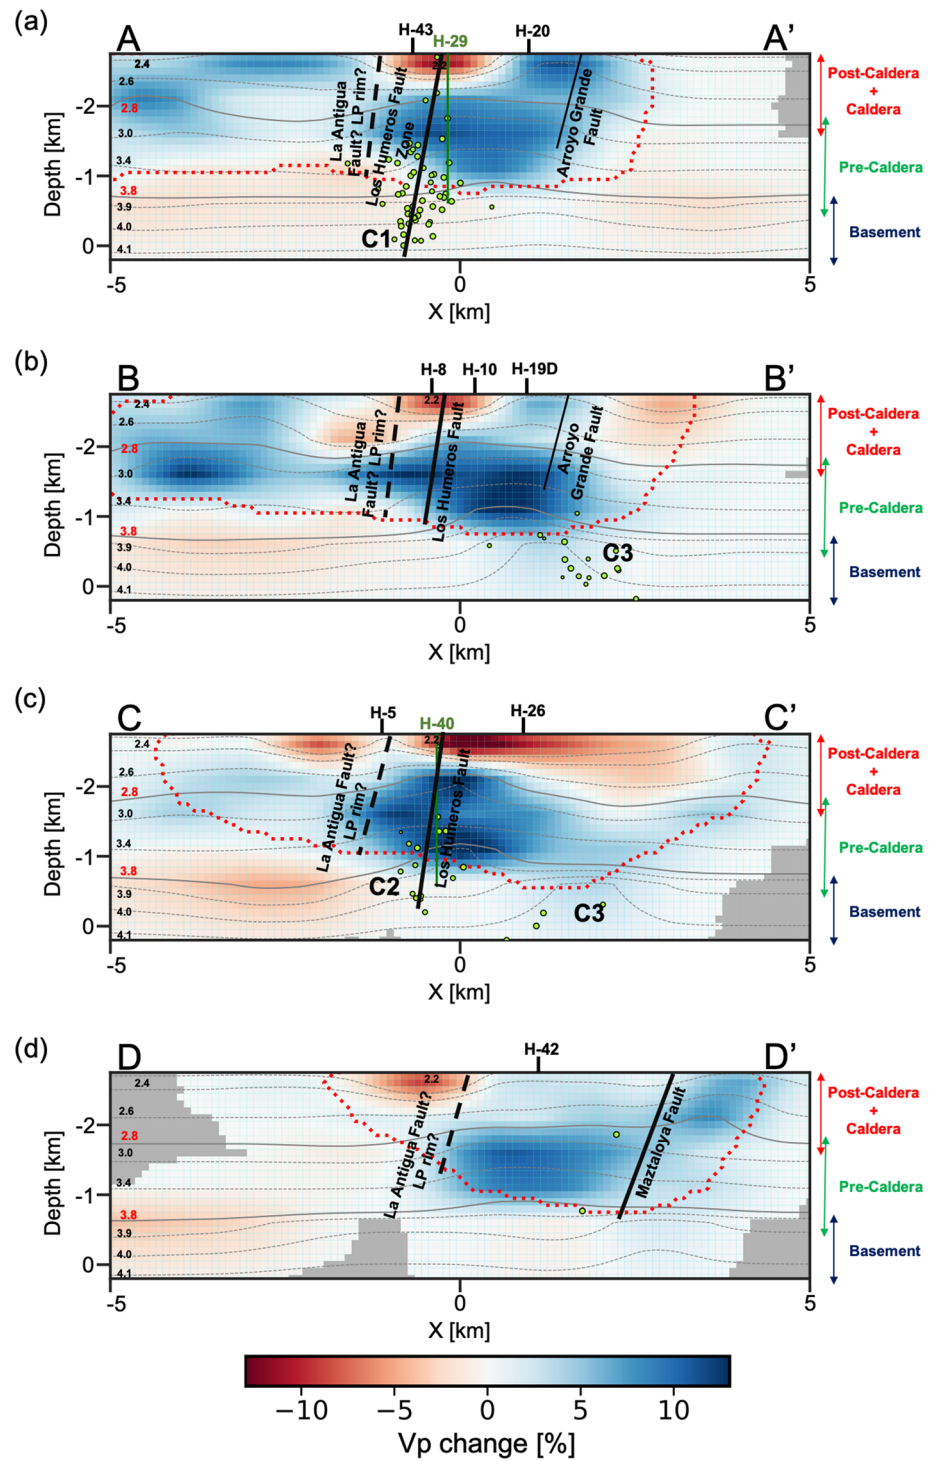 (a)
H-43
H-29
H-20
A
A’
2.4
2.6
2.8
3.0
3.4
3.8
3.9
4.0
4.1
2.2
La Antigua
Fault? LP rim?
Los Humeros Fault
Zone
Arroyo Grande
Fault
C1
Post-Caldera
+
Caldera
Pre-Caldera
Basement
Depth [km]
-2
-1
0
-5
0
5
X [km]
(b)
H-8
H-10
H-19D
B
B’
2.4
2.6
2.8
3.0
3.4
3.8
3.9
4.0
4.1
2.2
La Antigua
Fault? LP rim?
Los Humeros Fault
Arroyo
Grande Fault
C3
Post-Caldera
+
Caldera
Pre-Caldera
Basement
Depth [km]
-2
-1
0
-5
0
5
X [km]
(c)
H-5
H-40
H-26
C
C’
2.4
2.6
2.8
3.0
3.4
3.8
3.9
4.0
4.1
2.2
La Antigua Fault?
LP rim?
Los Humeros Fault
C2
C3
Post-Caldera
+
Caldera
Pre-Caldera
Basement
Depth [km]
-2
-1
0
-5
0
5
X [km]
(d)
H-42
D
D’
2.4
2.6
2.8
3.0
3.4
3.8
3.9
4.0
4.1
2.2
La Antigua Fault?
LP rim?
Maztaloya Fault
Post-Caldera
+
Caldera
Pre-Caldera
Basement
Depth [km]
-2
-1
0
-5
0
5
X [km]
−10
−5
0
5
10
Vp change [%]